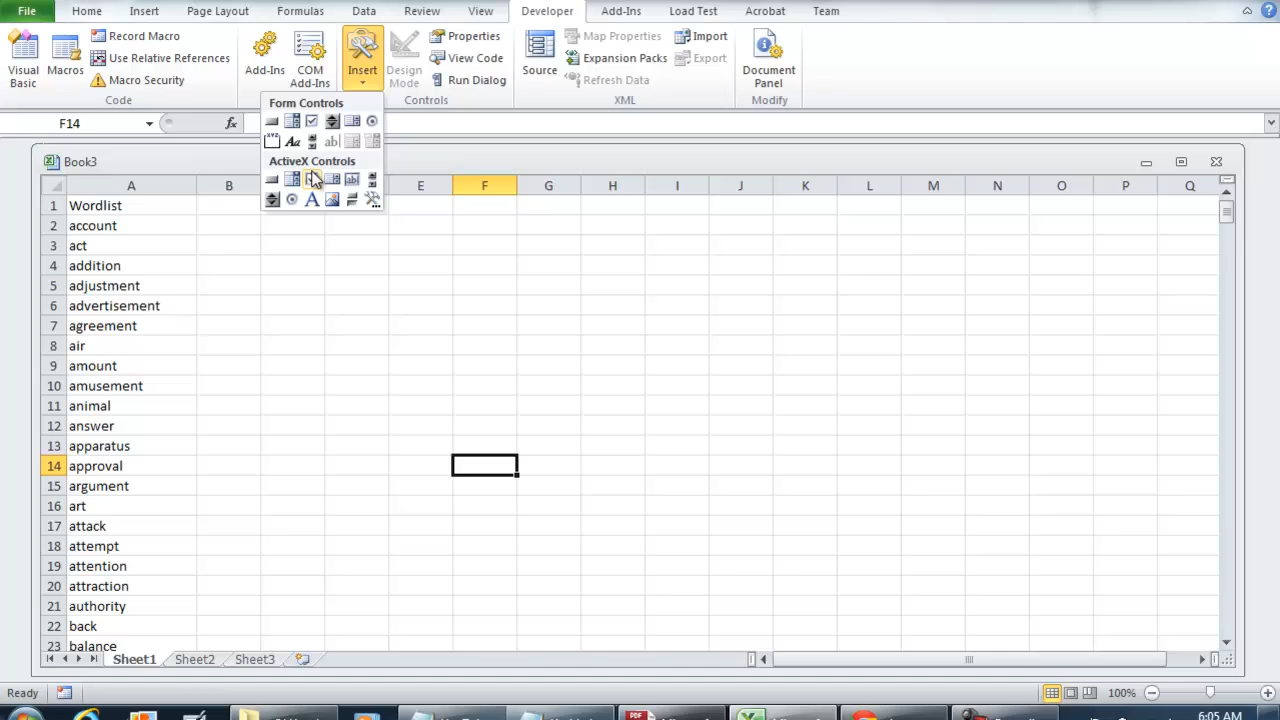 File Home Insert Page Layout Formulas Data Review View Developer Add-Ins Load Test Acrobat Team
Visual Basic
Macros
Record Macro
Use Relative References
Macro Security
Code
Add-Ins
COM Add-Ins
Insert
Design Mode
Properties
View Code
Run Dialog
Controls
Source
Map Properties
Expansion Packs
Refresh Data
Import
Export
XML
Document Panel
Modify
Form Controls
ActiveX Controls
F14 fx
Book3
A B E F G H I J K L M N O P Q
1 Wordlist
2 account
3 act
4 addition
5 adjustment
6 advertisement
7 agreement
8 air
9 amount
10 amusement
11 animal
12 answer
13 apparatus
14 approval
15 argument
16 art
17 attack
18 attempt
19 attention
20 attraction
21 authority
22 back
23 balance
Sheet1 Sheet2 Sheet3
Ready 100%
6:05 AM